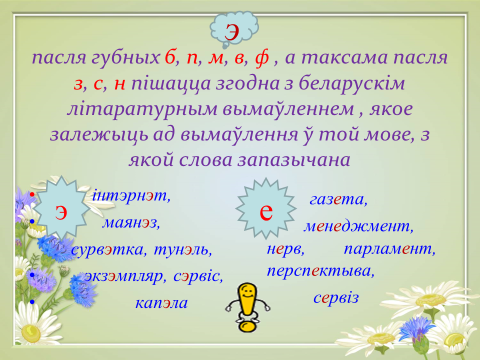 Э
пасля губных б, п, м, в, ф , а таксама пасля
з, с, н пішацца згодна з беларускім
літаратурным вымаўленнем , якое
залежыць ад вымаўлення ў той мове, з
якой слова запазычана
э
інтэрнэт,
маянэз,
сурвэтка, тунэль,
экзэмпляр, сэрвіс,
капэла
е
газета,
менеджмент,
нерв, парламент,
перспектыва,
сервіз